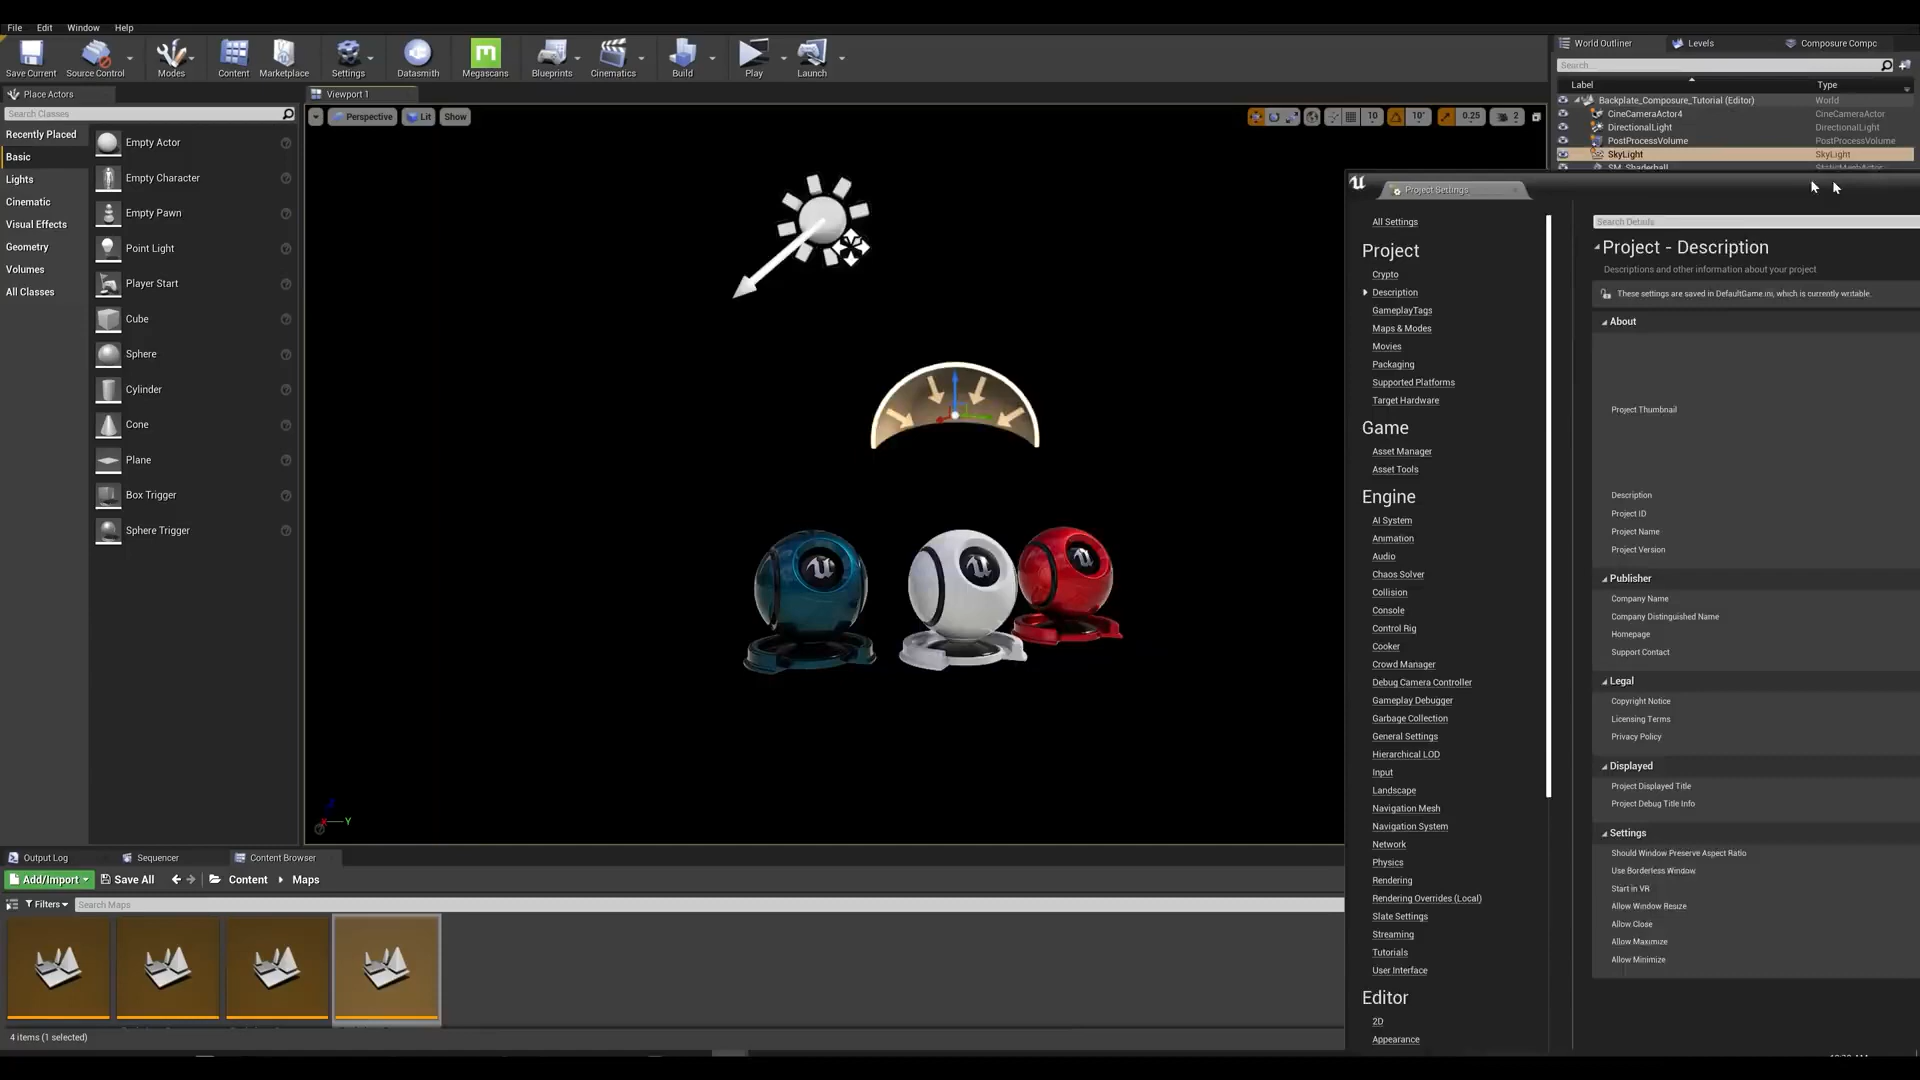 File Edit Window Help
Save Current Source Control Modes Content Marketplace Settings Datasmith Megascans Blueprints Cinematics Build Play Launch
World Outliner Levels Composure Compc
Search...
Label Type
Backplate_Composure_Tutorial (Editor) World
CineCameraActor4 CineCameraActor
DirectionalLight DirectionalLight
PostProcessVolume PostProcessVolume
SkyLight SkyLight
SM_Shaderball StaticMeshActor
Place Actors
Search Classes
Recently Placed
Basic
Lights
Cinematic
Visual Effects
Geometry
Volumes
All Classes
Empty Actor
Empty Character
Empty Pawn
Point Light
Player Start
Cube
Sphere
Cylinder
Cone
Plane
Box Trigger
Sphere Trigger
Viewport 1
Perspective Lit Show
10 10° 0.25 2
Y
Project Settings
All Settings
Project
Crypto
Description
GameplayTags
Maps & Modes
Movies
Packaging
Supported Platforms
Target Hardware
Game
Asset Manager
Asset Tools
Engine
AI System
Animation
Audio
Chaos Solver
Collision
Console
Control Rig
Cooker
Crowd Manager
Debug Camera Controller
Gameplay Debugger
Garbage Collection
General Settings
Hierarchical LOD
Input
Landscape
Navigation Mesh
Navigation System
Network
Physics
Rendering
Rendering Overrides (Local)
Slate Settings
Streaming
Tutorials
User Interface
Editor
2D
Appearance
Search Details
Project - Description
Descriptions and other information about your project
These settings are saved in DefaultGame.ini, which is currently writable.
About
Project Thumbnail
Description
Project ID
Project Name
Project Version
Publisher
Company Name
Company Distinguished Name
Homepage
Support Contact
Legal
Copyright Notice
Licensing Terms
Privacy Policy
Displayed
Project Displayed Title
Project Debug Title Info
Settings
Should Window Preserve Aspect Ratio
Use Borderless Window
Start in VR
Allow Window Resize
Allow Close
Allow Maximize
Allow Minimize
Output Log Sequencer Content Browser
Add/Import Save All Content Maps
Filters Search Maps
4 items (1 selected)